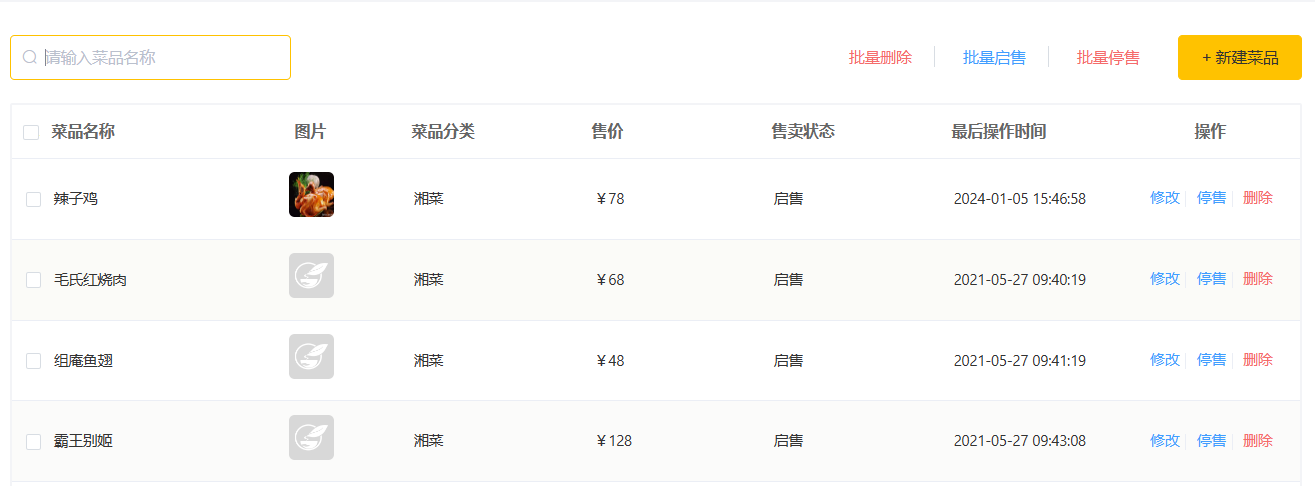 请输入菜品名称 批量删除 批量启售 批量停售 + 新建菜品
菜品名称 图片 菜品分类 售价 售卖状态 最后操作时间 操作
辣子鸡 湘菜 ￥78 启售 2024-01-05 15:46:58 修改 停售 删除
毛氏红烧肉 湘菜 ￥68 启售 2021-05-27 09:40:19 修改 停售 删除
组庵鱼翅 湘菜 ￥48 启售 2021-05-27 09:41:19 修改 停售 删除
霸王别姬 湘菜 ￥128 启售 2021-05-27 09:43:08 修改 停售 删除